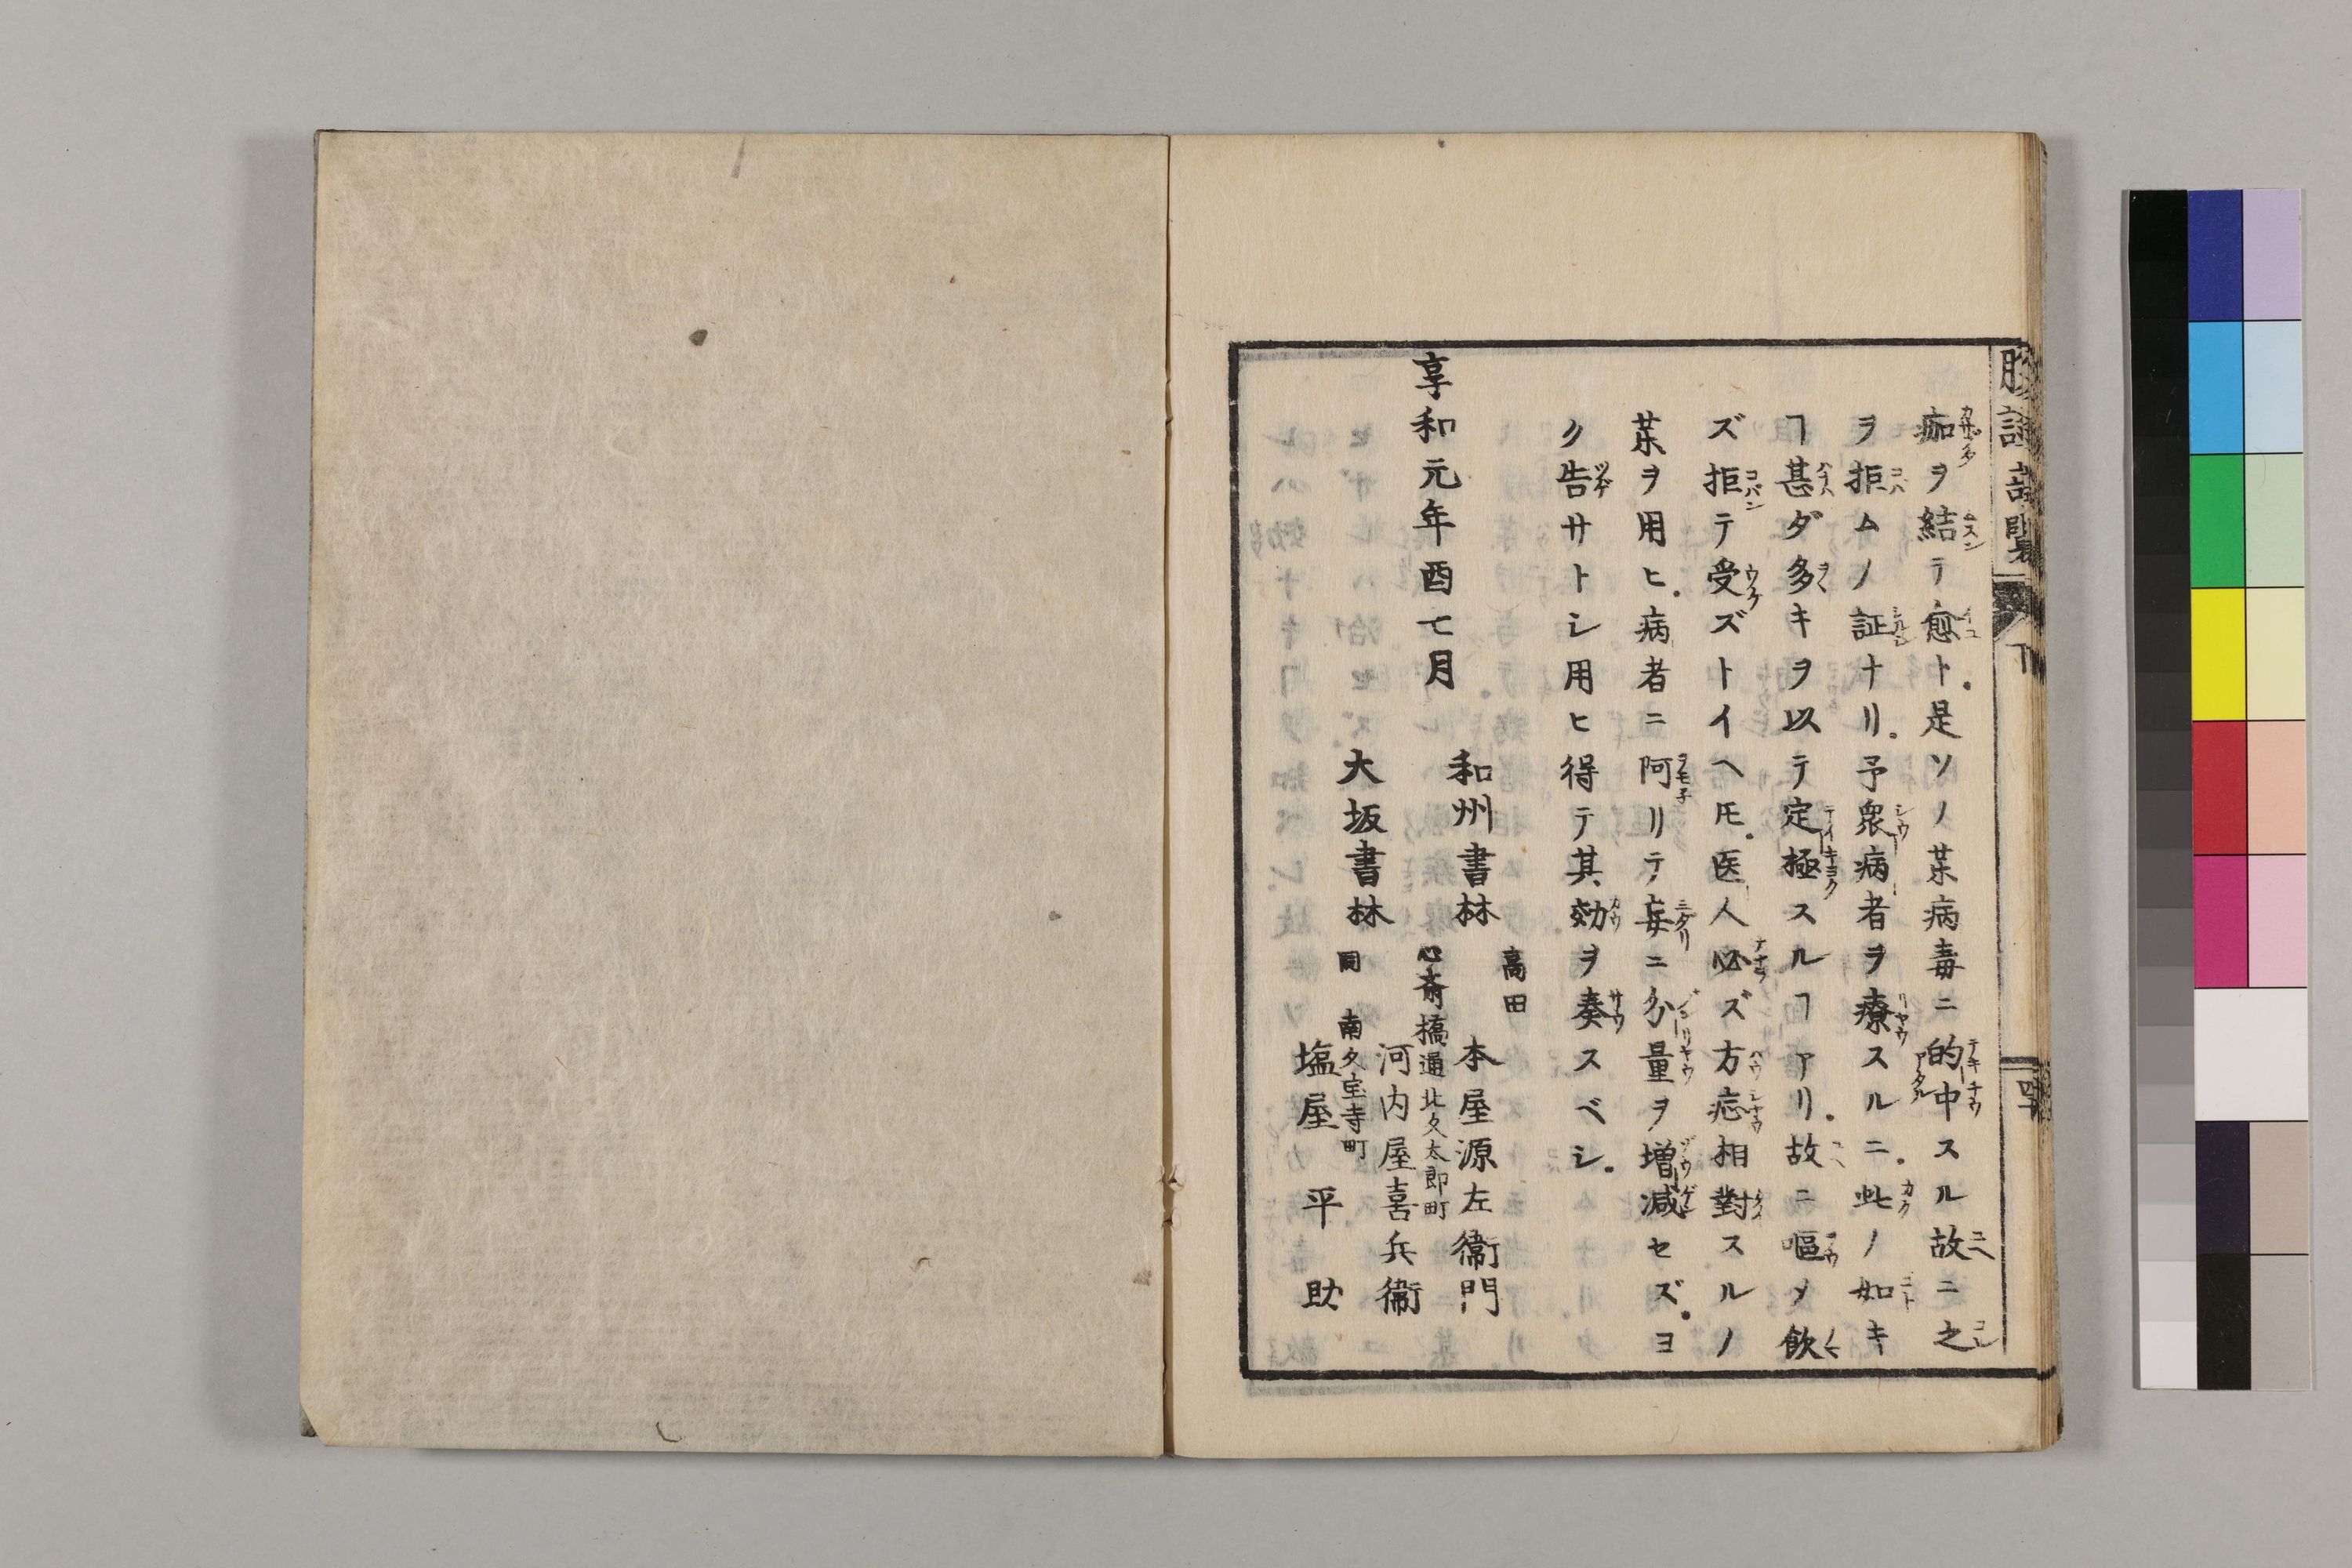 痂ヲ結テ愈ト是ソノ藥病毒ニ的中スル故ニ之
ヲ拒ムノ証ナリ予衆病者ヲ療スルニ此ノ如キ
ヿ甚ダ多キヲ以テ定極スルヿアリ故ニ嘔メ飲
ズ拒テ受ズトイヘ𪜈医人必ズ方症相對スルノ
藥ヲ用ヒ病者ニ阿リテ妄ニ分量ヲ増减セズヨ
ク告サトシ用ヒ得テ其効ヲ奏スベシ
享和元年酉七月
和州書林
高田
本屋源左衞門
大坂書林
心斎橋通北久太郎町
河内屋喜兵衞
同 南久宝寺町
塩屋平助